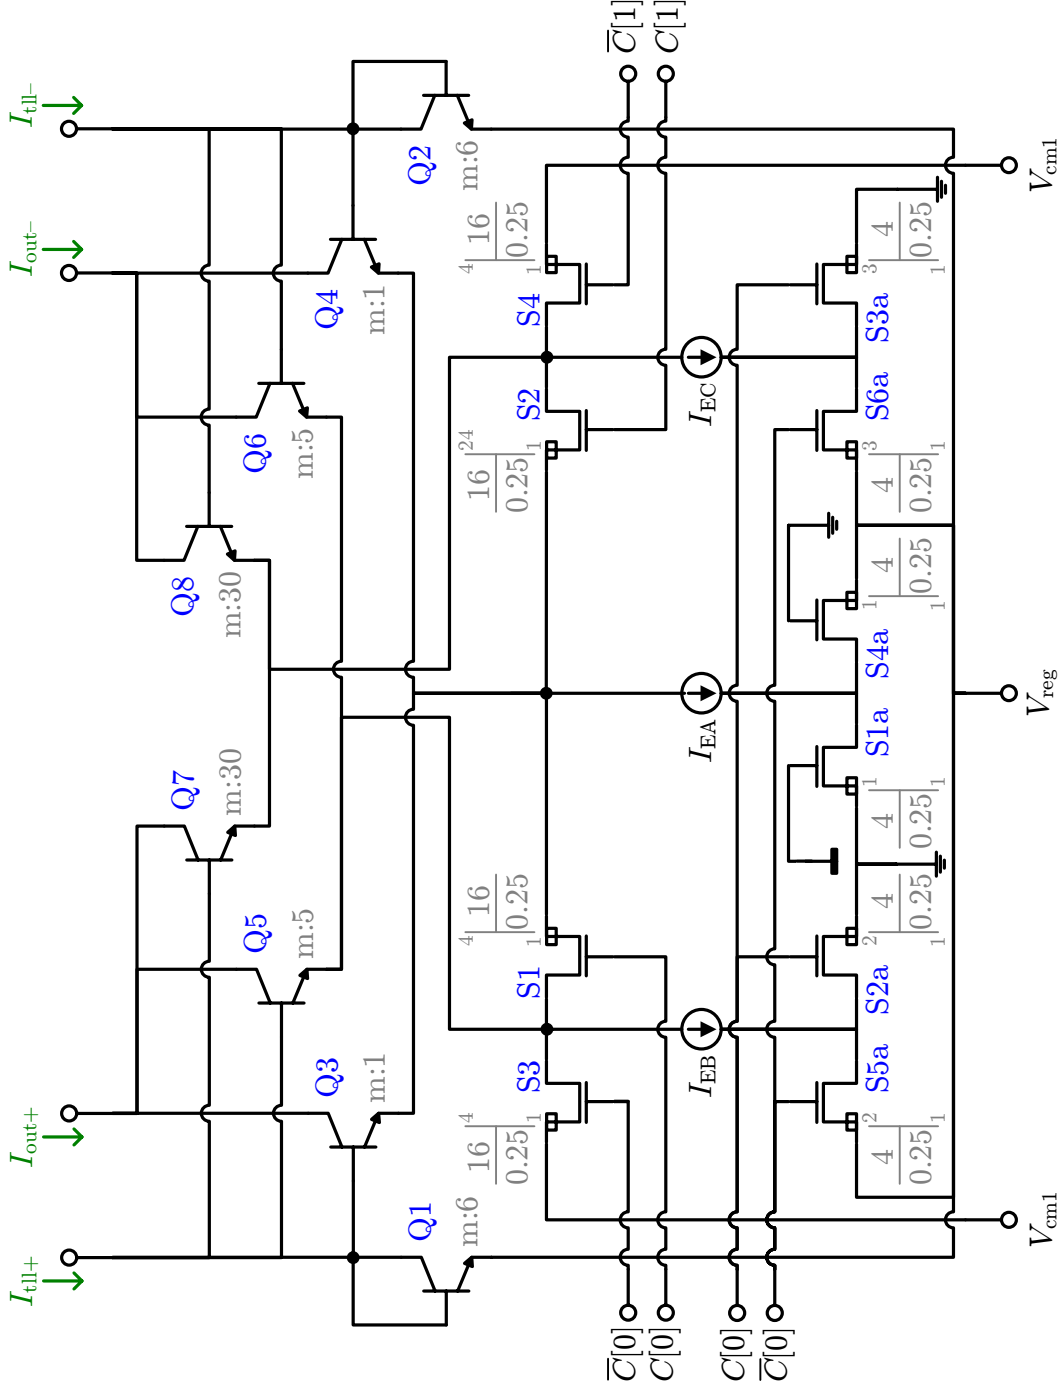 I_tll+
I_out+
I_out−
I_tll−
Q7
Q8
m:30
m:30
Q5
Q6
m:5
m:5
Q3
Q4
m:1
m:1
Q1
Q2
m:6
m:6
16 4
0.25 1
S3
S1
4 16
1 0.25
16 24
0.25 1
S2
S4
4 16
1 0.25
C̅[0]
C̅[1]
C[0]
C[1]
I_EB
I_EA
I_EC
C[0]
C̅[0]
S5a
S2a
S1a
S4a
S6a
S3a
4 2
0.25 1
2 4
1 0.25
4 1
0.25 1
1 4
1 0.25
4 3
0.25 1
3 4
1 0.25
V_cm1
V_reg
V_cm1